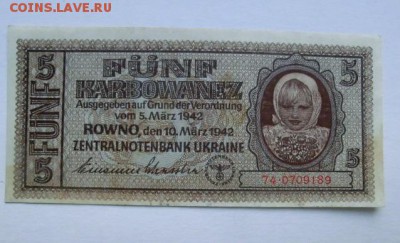 COINS.LAVE.RU
5 FÜNF 5
KARBOWANEZ
Ausgegeben auf Grund der Verordnung
vom 5. März 1942
ROWNO, den 10. März 1942
ZENTRALNOTENBANK UKRAINE
FÜNF
5
5
74·0709189